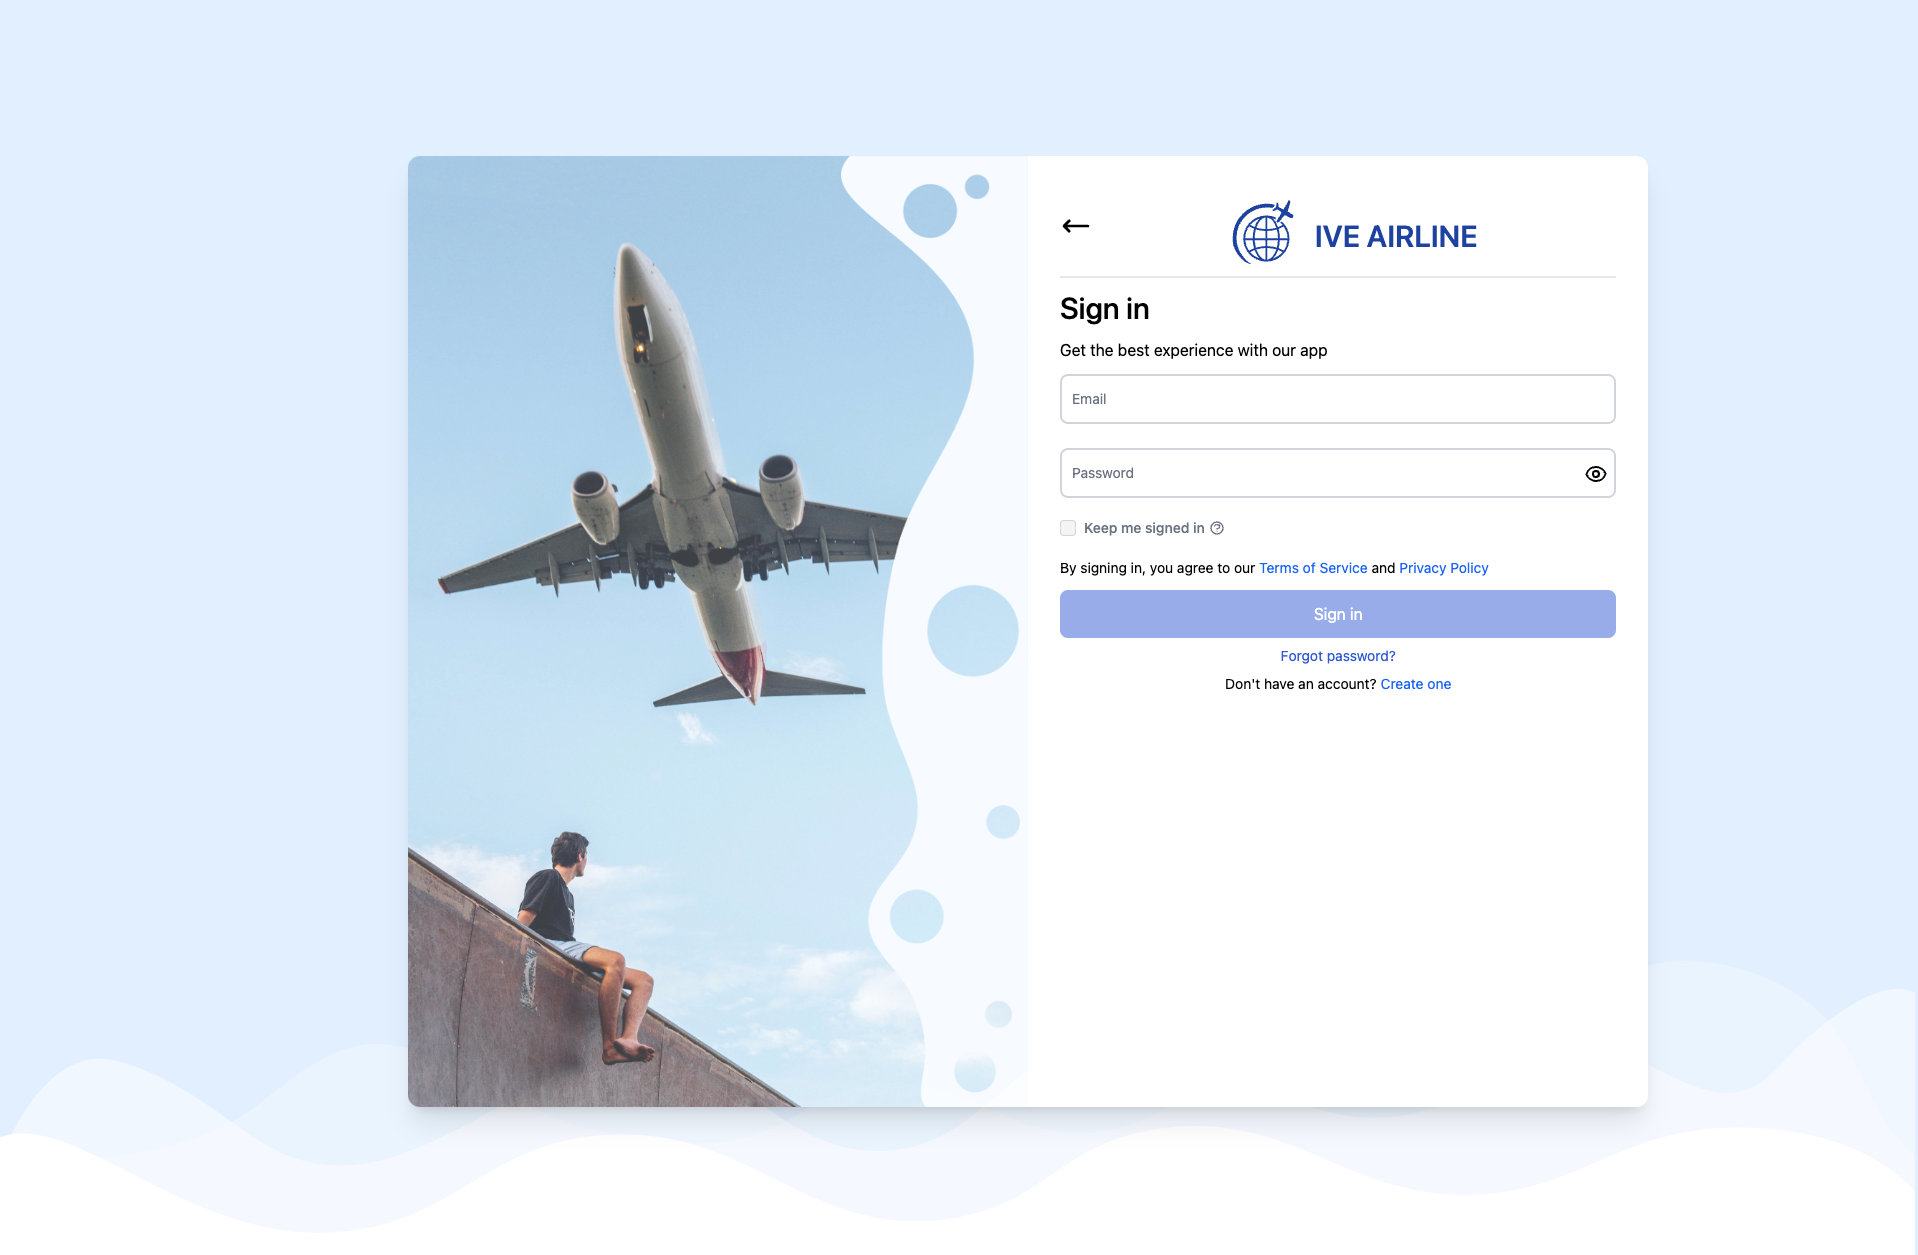 IVE AIRLINE
Sign in
Get the best experience with our app
Email
Password
Keep me signed in
By signing in, you agree to our Terms of Service and Privacy Policy
Sign in
Forgot password?
Don't have an account? Create one